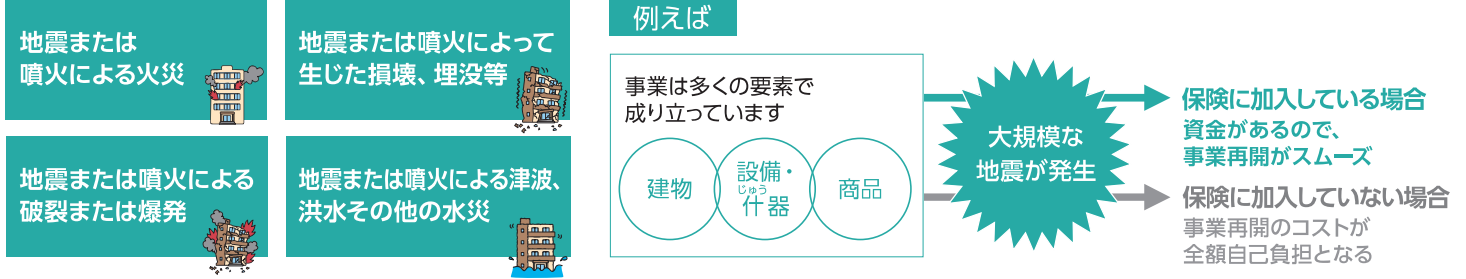 地震または
噴火による火災
地震または噴火によって
生じた損壊、埋没等
地震または噴火による
破裂または爆発
地震または噴火による津波、
洪水その他の水災
例えば
事業は多くの要素で
成り立っています
建物
設備・
じゅう
什器
商品
大規模な
地震が発生
保険に加入している場合
資金があるので、
事業再開がスムーズ
保険に加入していない場合
事業再開のコストが
全額自己負担となる